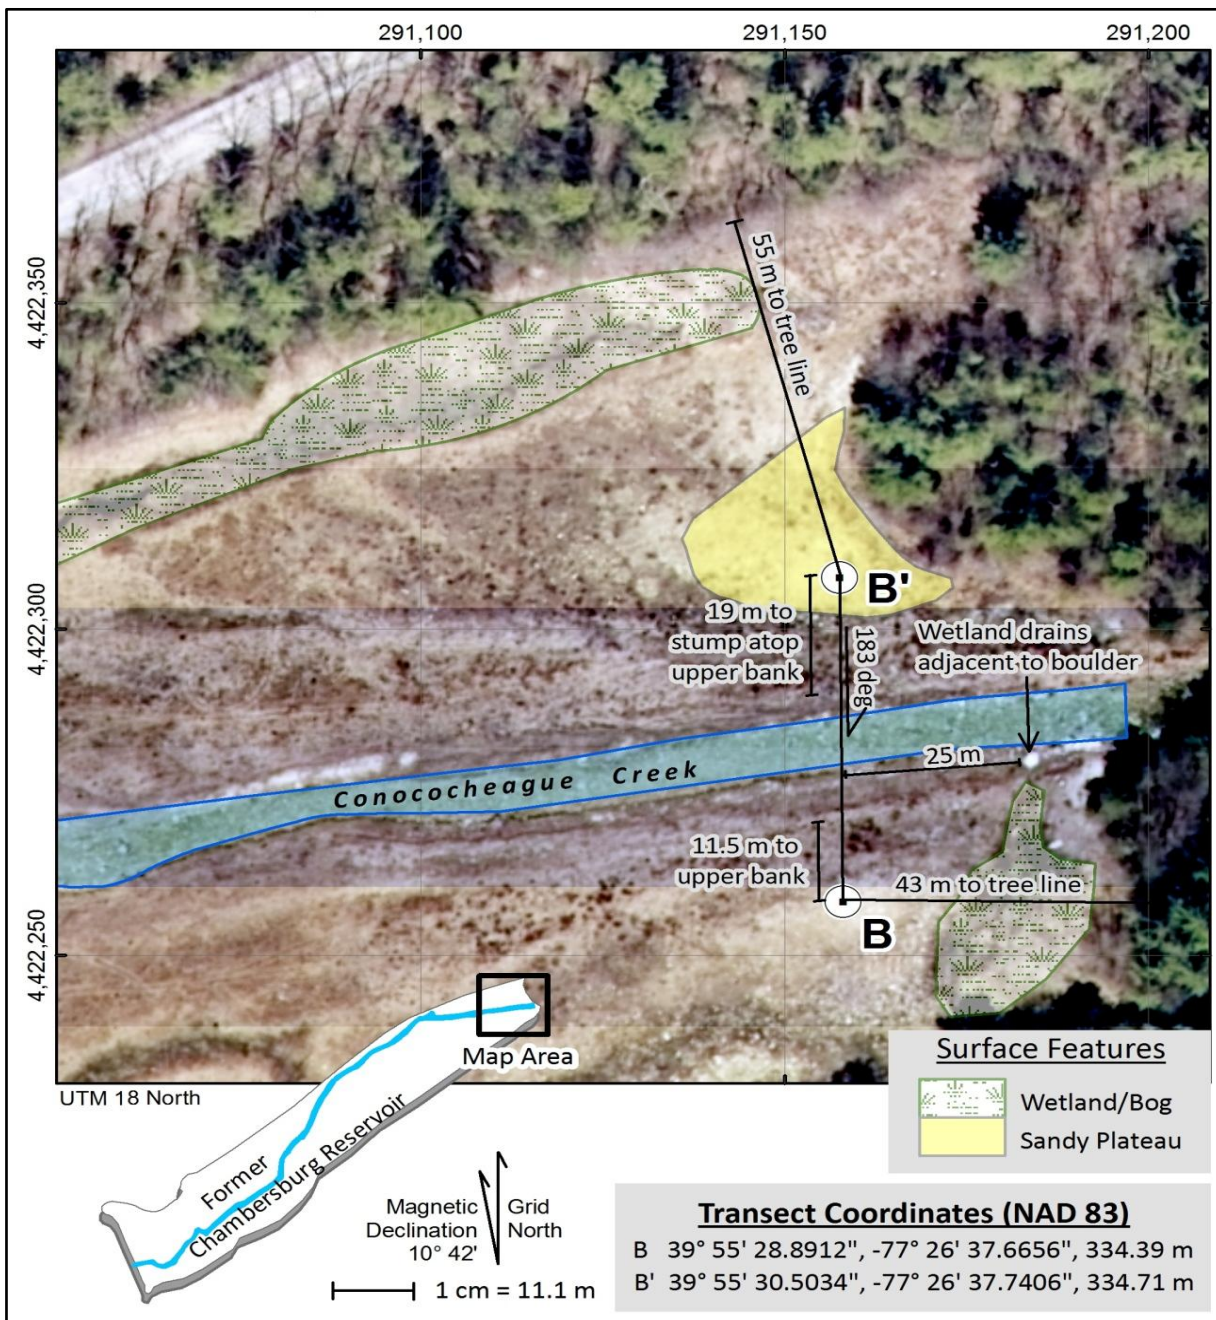 291,100
291,150
291,200
4,422,350
4,422,300
4,422,250
55 m to tree line
B'
19 m to
stump atop
upper bank
183 deg
Wetland drains
adjacent to boulder
25 m
Conococheague Creek
11.5 m to
upper bank
43 m to tree line
B
Map Area
UTM 18 North
Former
Chambersburg Reservoir
Magnetic
Declination
10° 42'
Grid
North
1 cm = 11.1 m
Surface Features
Wetland/Bog
Sandy Plateau
Transect Coordinates (NAD 83)
B 39° 55' 28.8912", -77° 26' 37.6656", 334.39 m
B' 39° 55' 30.5034", -77° 26' 37.7406", 334.71 m